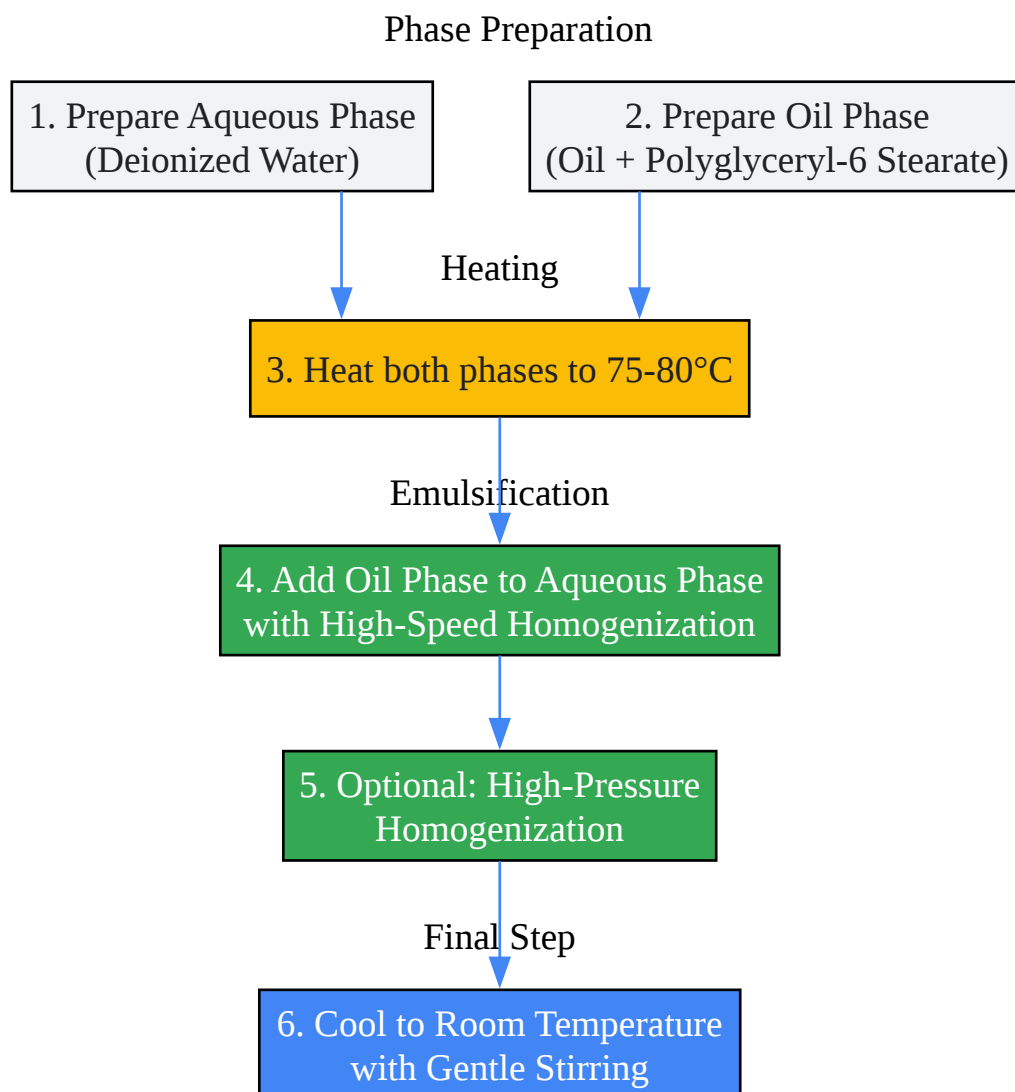 Phase Preparation
1. Prepare Aqueous Phase
(Deionized Water)
2. Prepare Oil Phase
(Oil + Polyglyceryl-6 Stearate)
Heating
3. Heat both phases to 75-80°C
Emulsification
4. Add Oil Phase to Aqueous Phase
with High-Speed Homogenization
5. Optional: High-Pressure
Homogenization
Final Step
6. Cool to Room Temperature
with Gentle Stirring